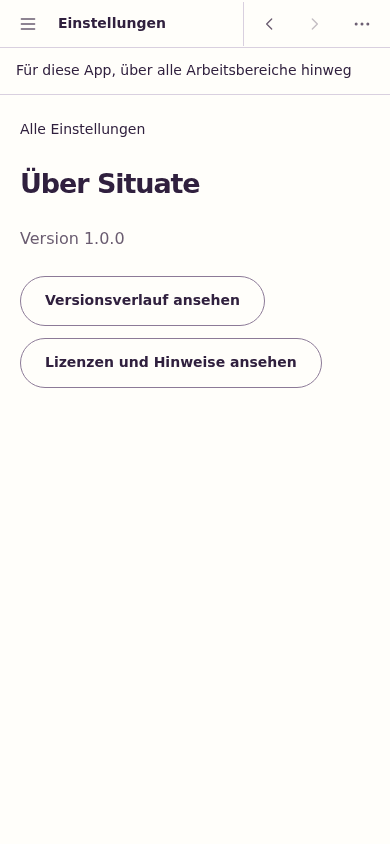 Einstellungen
Für diese App, über alle Arbeitsbereiche hinweg
Alle Einstellungen
Über Situate
Version 1.0.0
Versionsverlauf ansehen
Lizenzen und Hinweise ansehen